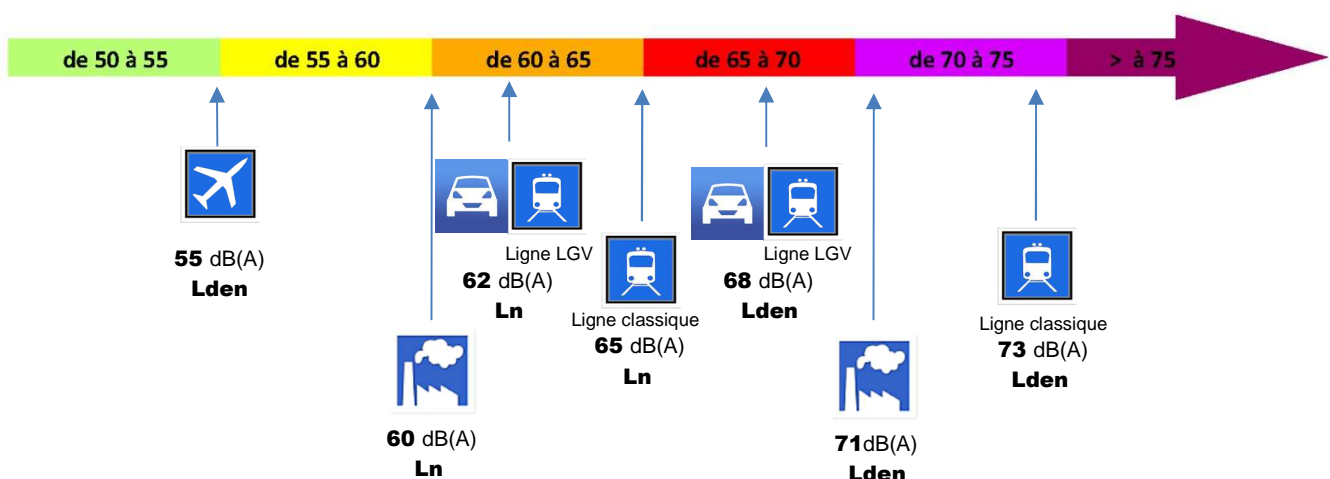 de 50 à 55
de 55 à 60
de 60 à 65
de 65 à 70
de 70 à 75
> à 75
55 dB(A)
Lden
60 dB(A)
Ln
Ligne LGV
62 dB(A)
Ln
Ligne classique
65 dB(A)
Ln
Ligne LGV
68 dB(A)
Lden
71dB(A)
Lden
Ligne classique
73 dB(A)
Lden